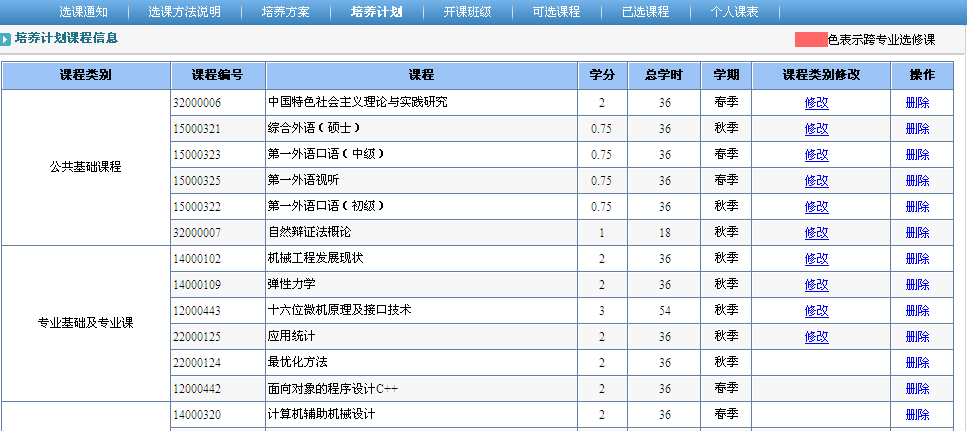 选课通知 选课方法说明 培养方案 培养计划 开课班级 可选课程 已选课程 个人课表
培养计划课程信息 色表示跨专业选修课
课程类别 课程编号 课程 学分 总学时 学期 课程类别修改 操作
公共基础课程
32000006 中国特色社会主义理论与实践研究 2 36 春季 修改 删除
15000321 综合外语（硕士） 0.75 36 秋季 修改 删除
15000323 第一外语口语（中级） 0.75 36 春季 修改 删除
15000325 第一外语视听 0.75 36 春季 修改 删除
15000322 第一外语口语（初级） 0.75 36 秋季 修改 删除
32000007 自然辩证法概论 1 18 秋季 修改 删除
专业基础及专业课
14000102 机械工程发展现状 2 36 秋季 修改 删除
14000109 弹性力学 2 36 秋季 修改 删除
12000443 十六位微机原理及接口技术 3 54 秋季 修改 删除
22000125 应用统计 2 36 秋季 修改 删除
22000124 最优化方法 2 36 秋季 删除
12000442 面向对象的程序设计C++ 2 36 春季 删除
14000320 计算机辅助机械设计 2 36 春季 删除